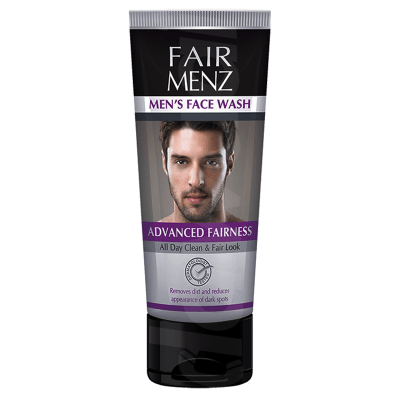 FAIR
MENZ
MEN'S FACE WASH
ADVANCED FAIRNESS
All Day Clean & Fair Look
Removes dirt and reduces
appearance of dark spots